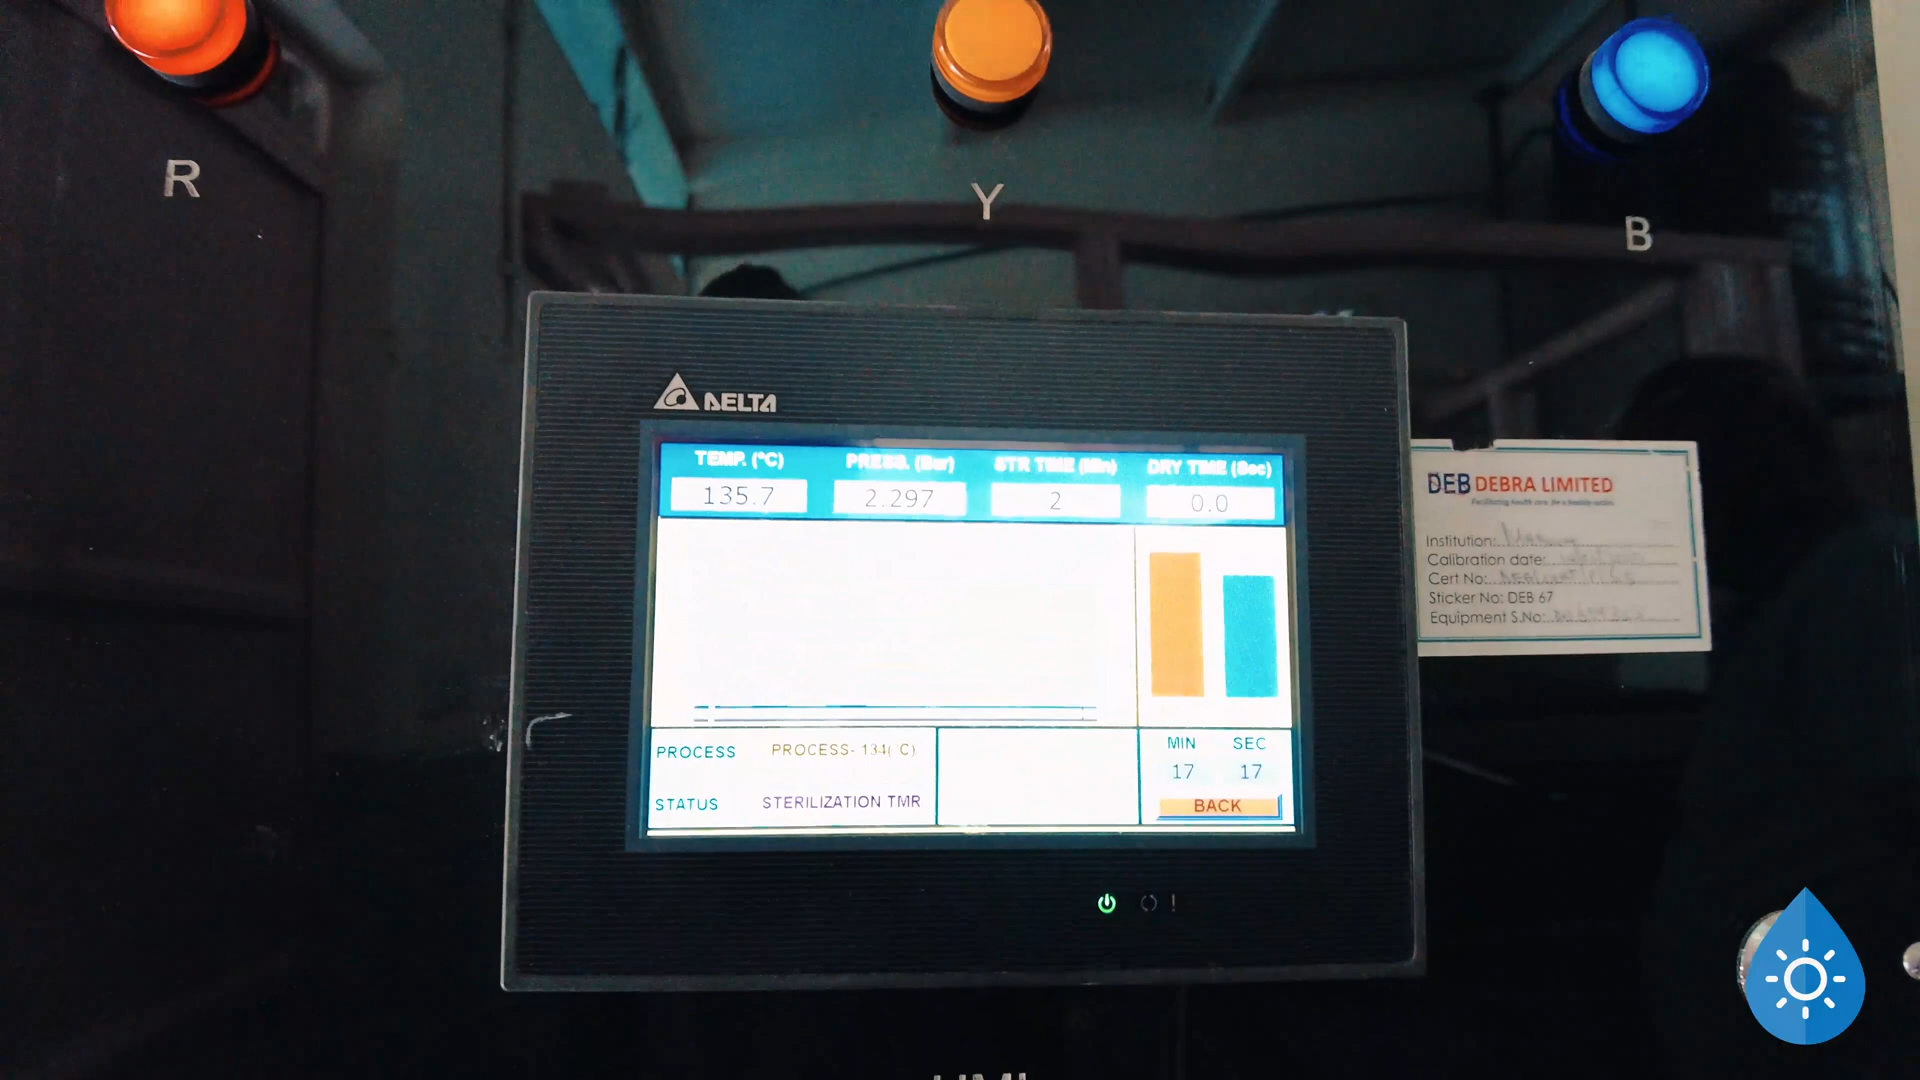 R
Y
B
DELTA
TEMP. (°C) PRESS. (Bar) STR TIME (Min) DRY TIME (Sec)
135.7 2.297 2 0.0
PROCESS PROCESS- 134( C)
STATUS STERILIZATION TMR
MIN SEC
17 17
BACK
DEB DEBRA LIMITED
Institution:
Calibration date:
Cert No:
Sticker No: DEB 67
Equipment S.No: